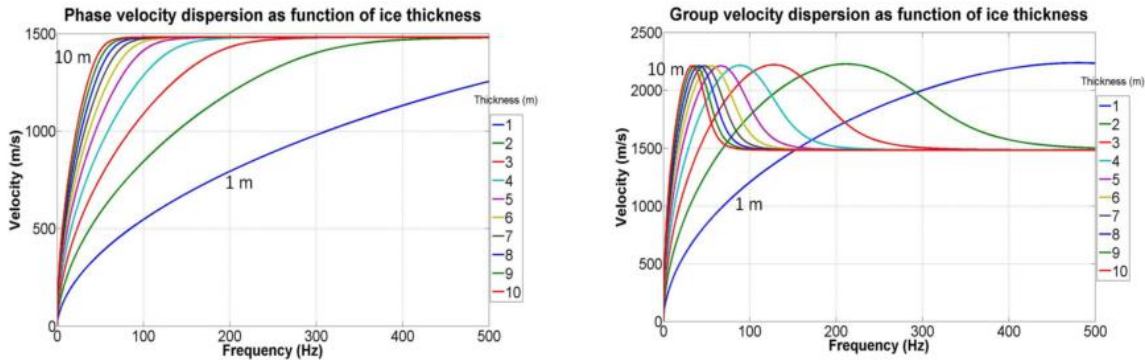 Phase velocity dispersion as function of ice thickness
1500
1000
500
0
Velocity (m/s)
10 m
1 m
0 100 200 300 400 500
Frequency (Hz)
Thickness (m)
1
2
3
4
5
6
7
8
9
10
Group velocity dispersion as function of ice thickness
2500
2000
1500
1000
500
0
Velocity (m/s)
10 m
1 m
0 100 200 300 400 500
Frequency (Hz)
Thickness (m)
1
2
3
4
5
6
7
8
9
10